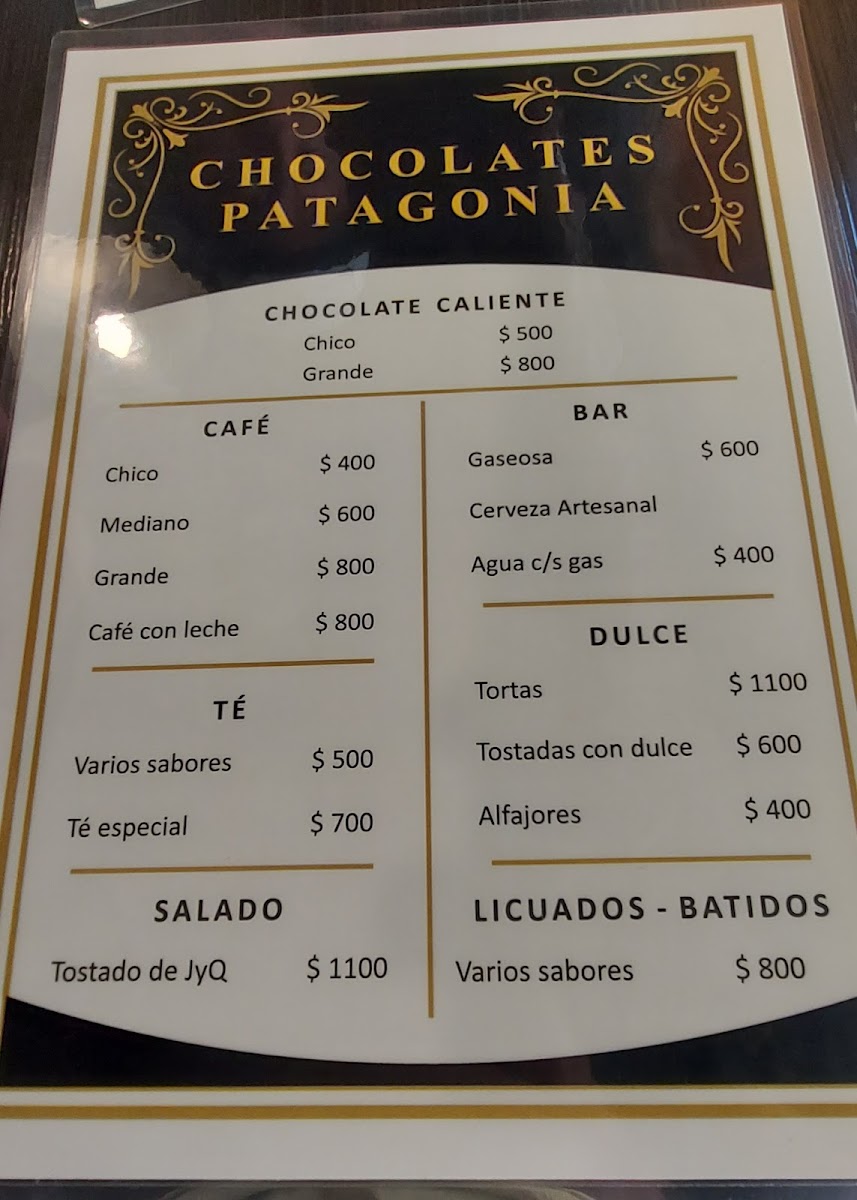 CHOCOLATES
PATAGONIA
CHOCOLATE CALIENTE
Chico $ 500
Grande $ 800
CAFÉ
Chico $ 400
Mediano $ 600
Grande $ 800
Café con leche $ 800
TÉ
Varios sabores $ 500
Té especial $ 700
SALADO
Tostado de JyQ $ 1100
BAR
Gaseosa $ 600
Cerveza Artesanal
Agua c/s gas $ 400
DULCE
Tortas $ 1100
Tostadas con dulce $ 600
Alfajores $ 400
LICUADOS - BATIDOS
Varios sabores $ 800